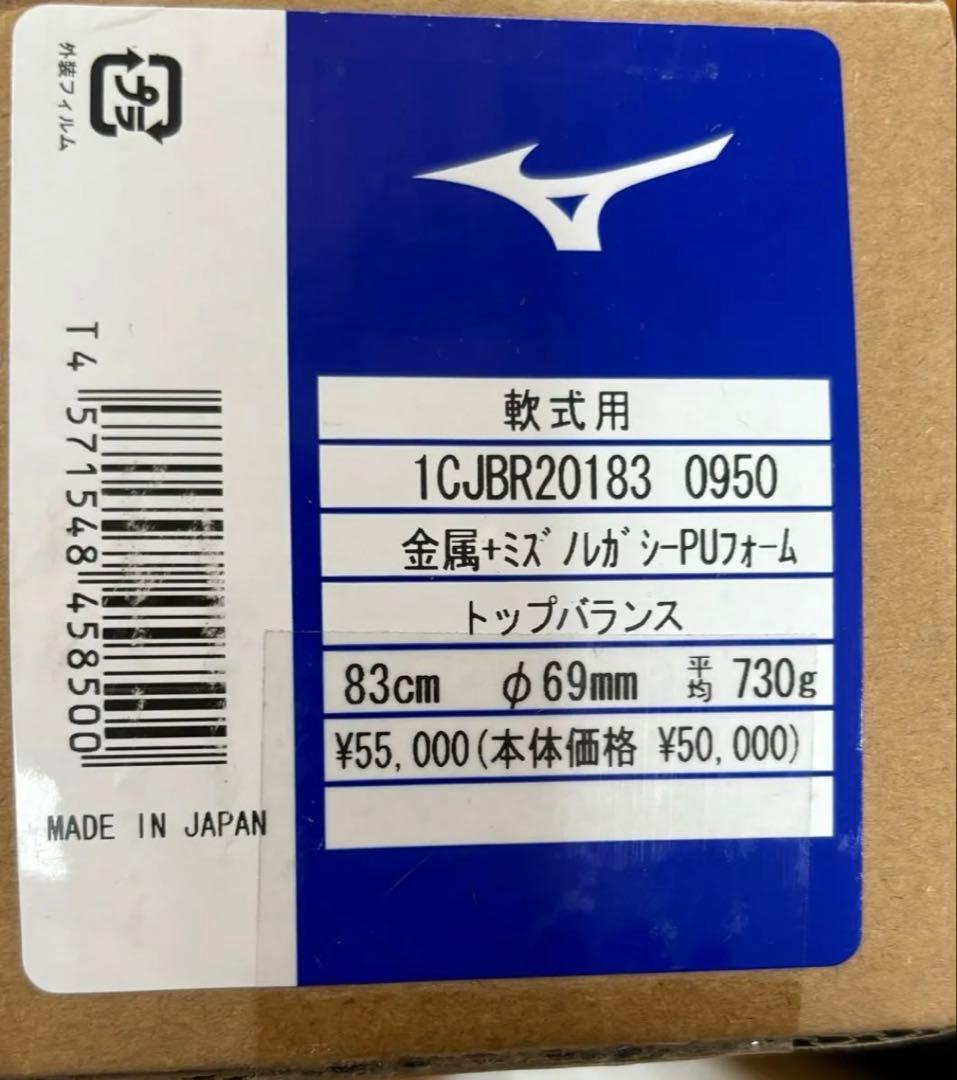 プラ
外装フィルム
T4
571548 458500
MADE IN JAPAN
軟式用
1CJBR20183 0950
金属+ミズノレガシーPUフォーム
トップバランス
83cm φ69mm 平均 730g
¥55,000(本体価格 ¥50,000)